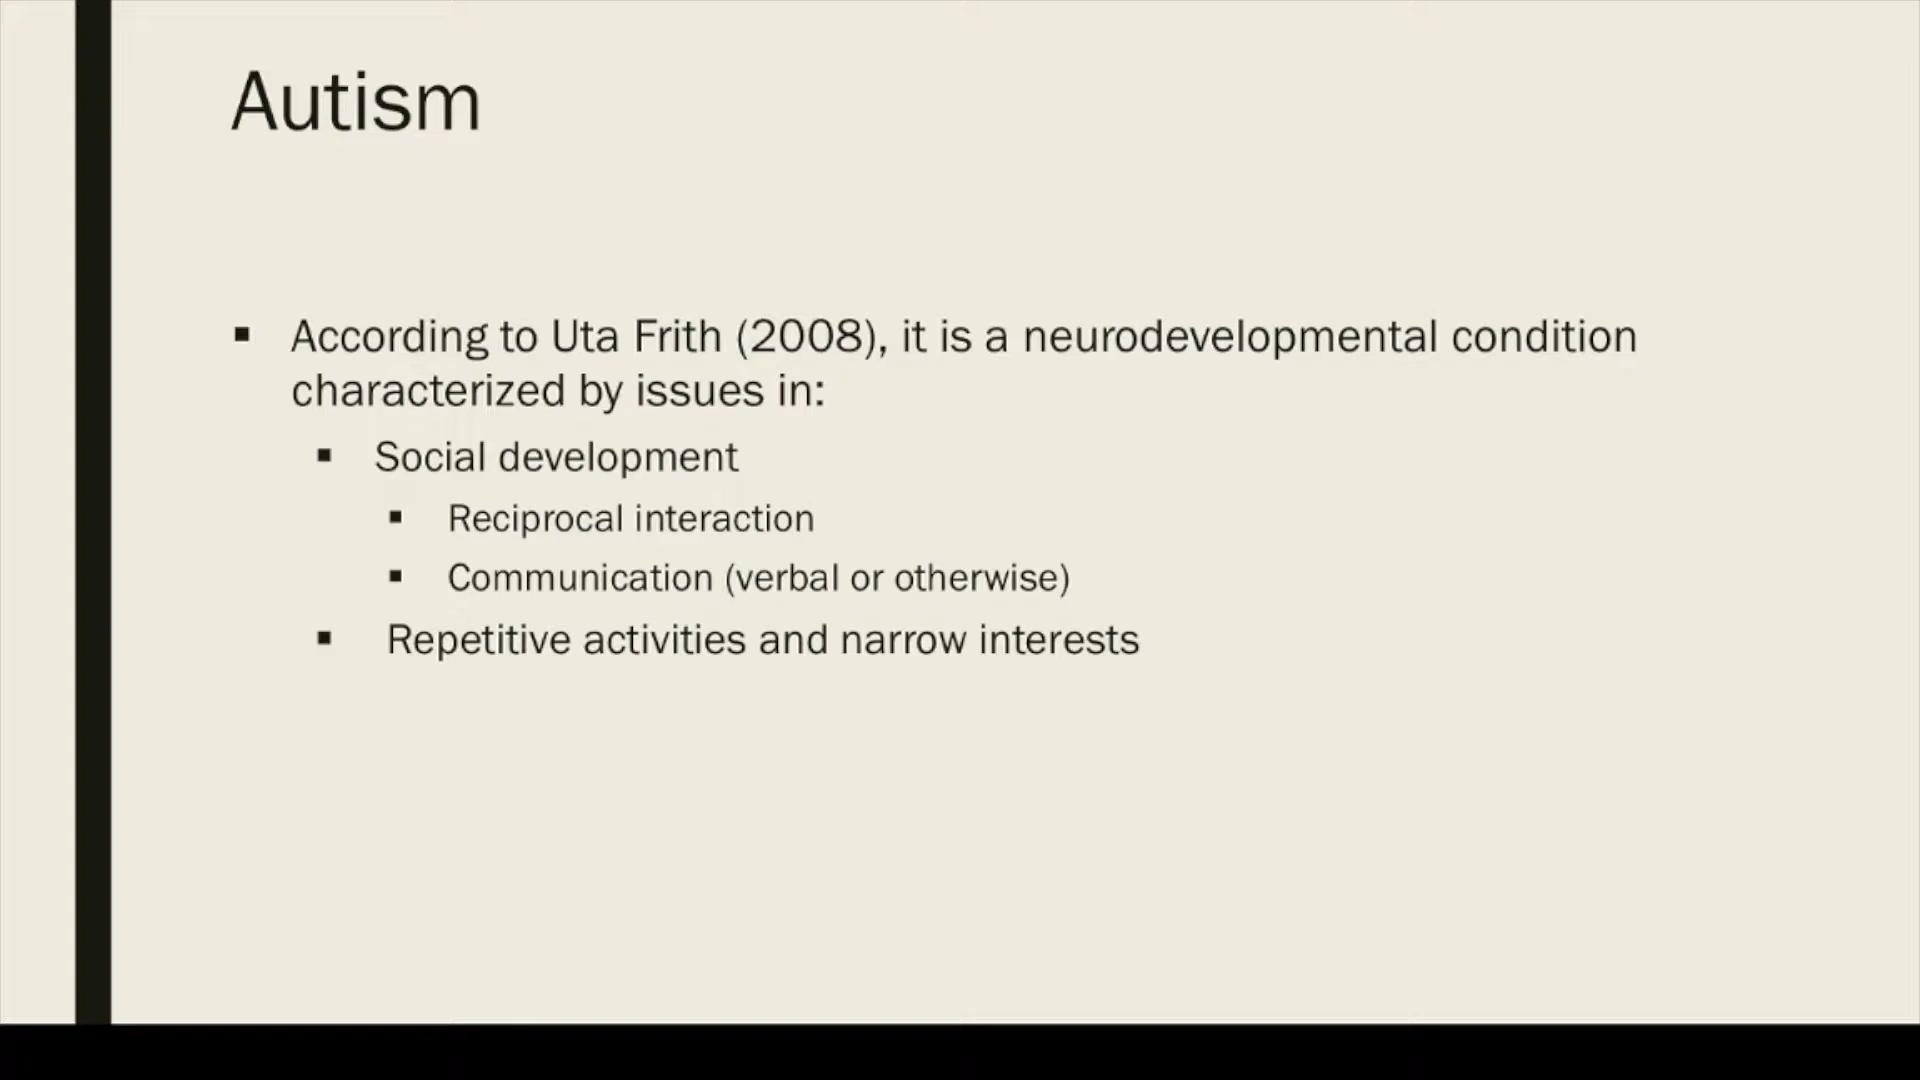 Autism
▪ According to Uta Frith (2008), it is a neurodevelopmental condition
characterized by issues in:
▪ Social development
▪ Reciprocal interaction
▪ Communication (verbal or otherwise)
▪ Repetitive activities and narrow interests